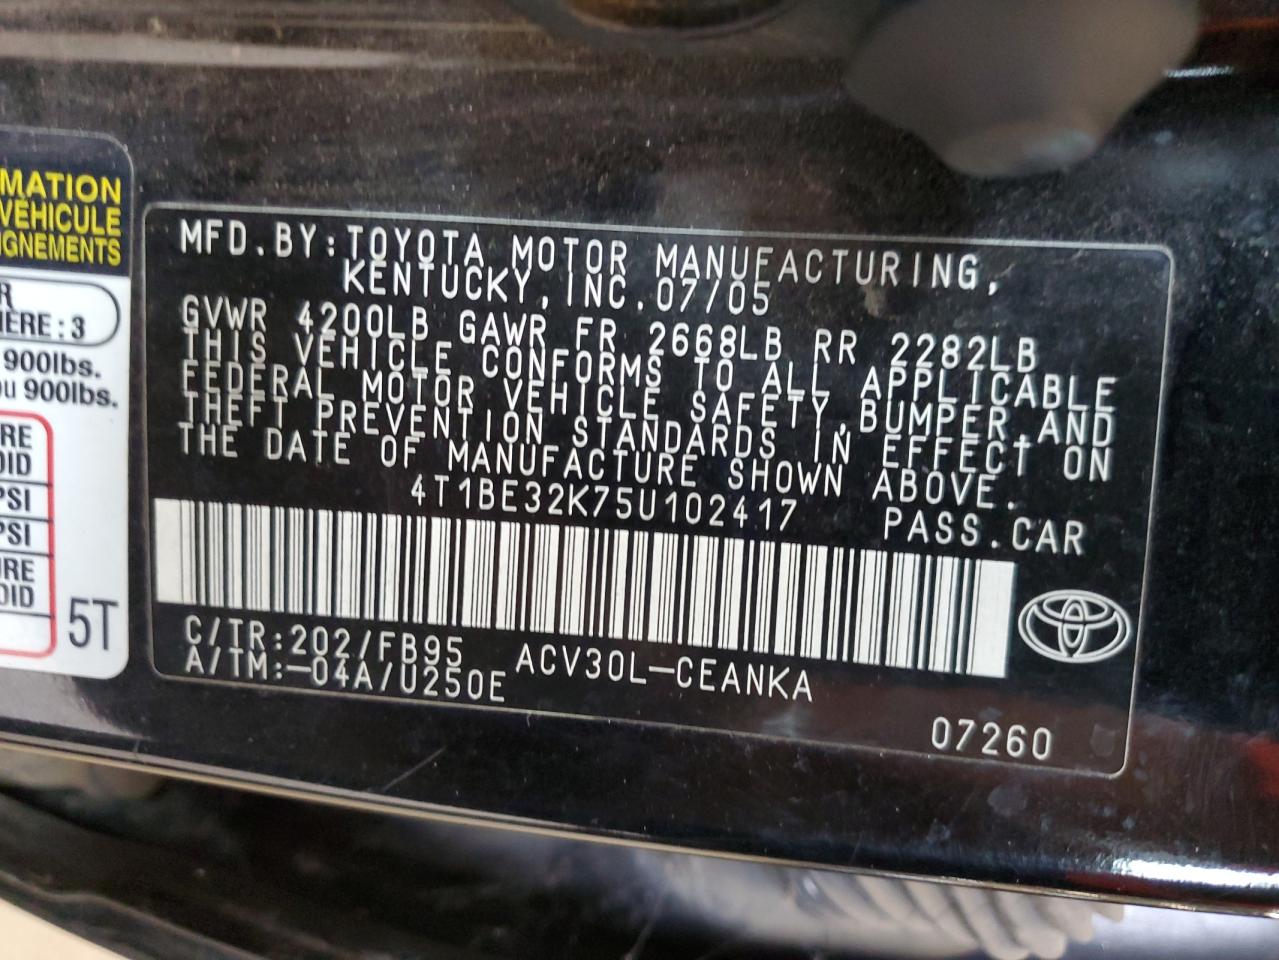 MATION
VÉHICULE
IGNEMENTS
R
IÈRE : 3
900lbs.
ou 900lbs.
RE
OID
PSI
PSI
RE
OID
5T
MFD.BY:TOYOTA MOTOR MANUFACTURING,
KENTUCKY,INC.07/05
GVWR 4200LB GAWR FR 2668LB RR 2282LB
THIS VEHICLE CONFORMS TO ALL APPLICABLE
FEDERAL MOTOR VEHICLE SAFETY,BUMPER,AND
THEFT PREVENTION STANDARDS IN EFFECT ON
THE DATE OF MANUFACTURE SHOWN ABOVE.
4T1BE32K75U102417 PASS.CAR
C/TR:202/FB95 ACV30L-CEANKA
A/TM:-04A/U250E
07260